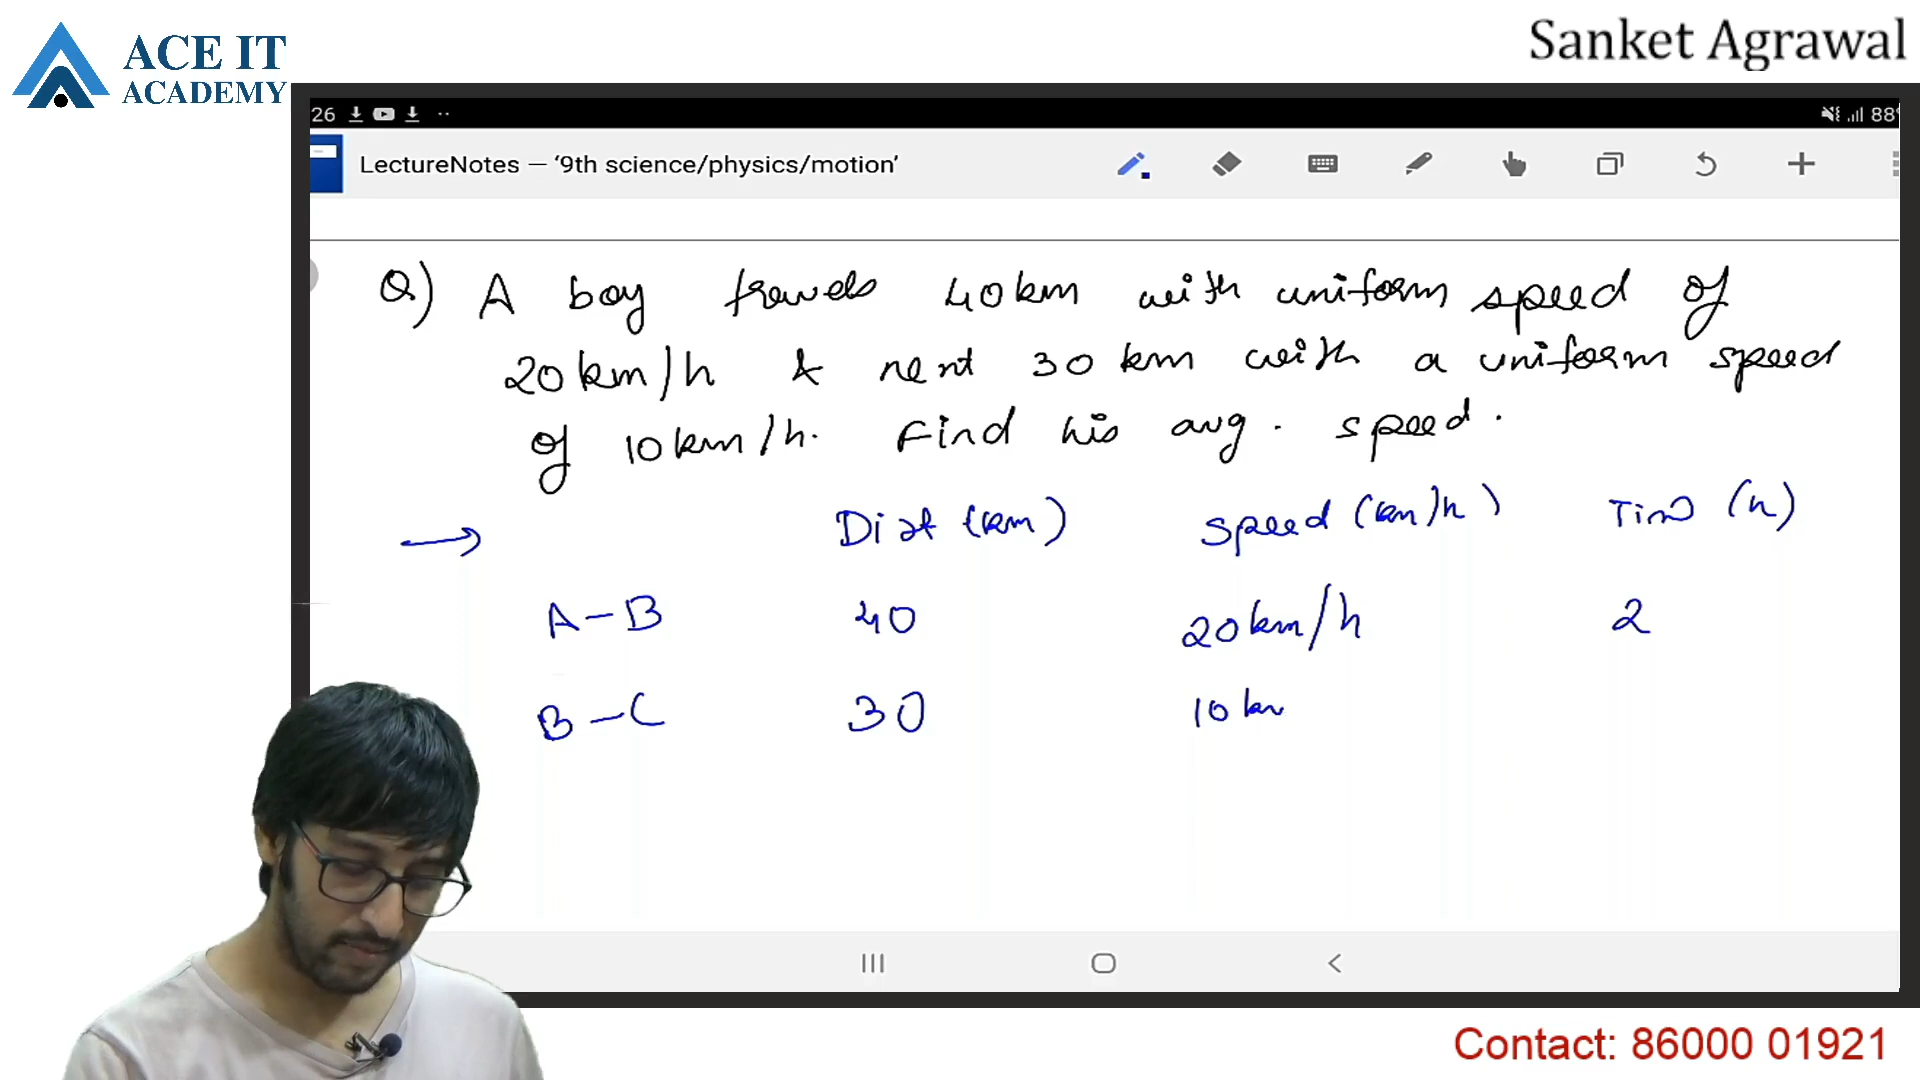 ACE IT
ACADEMY
Sanket Agrawal
26 88
LectureNotes — ‘9th science/physics/motion’
Q) A boy travels 40km with uniform speed of
20km/h & next 30 km with a uniform speed
of 10km/h. Find his avg. speed.
Dist (km) Speed (km/h) Time (h)
A-B 40 20km/h 2
B-C 30 10 km
Contact: 86000 01921